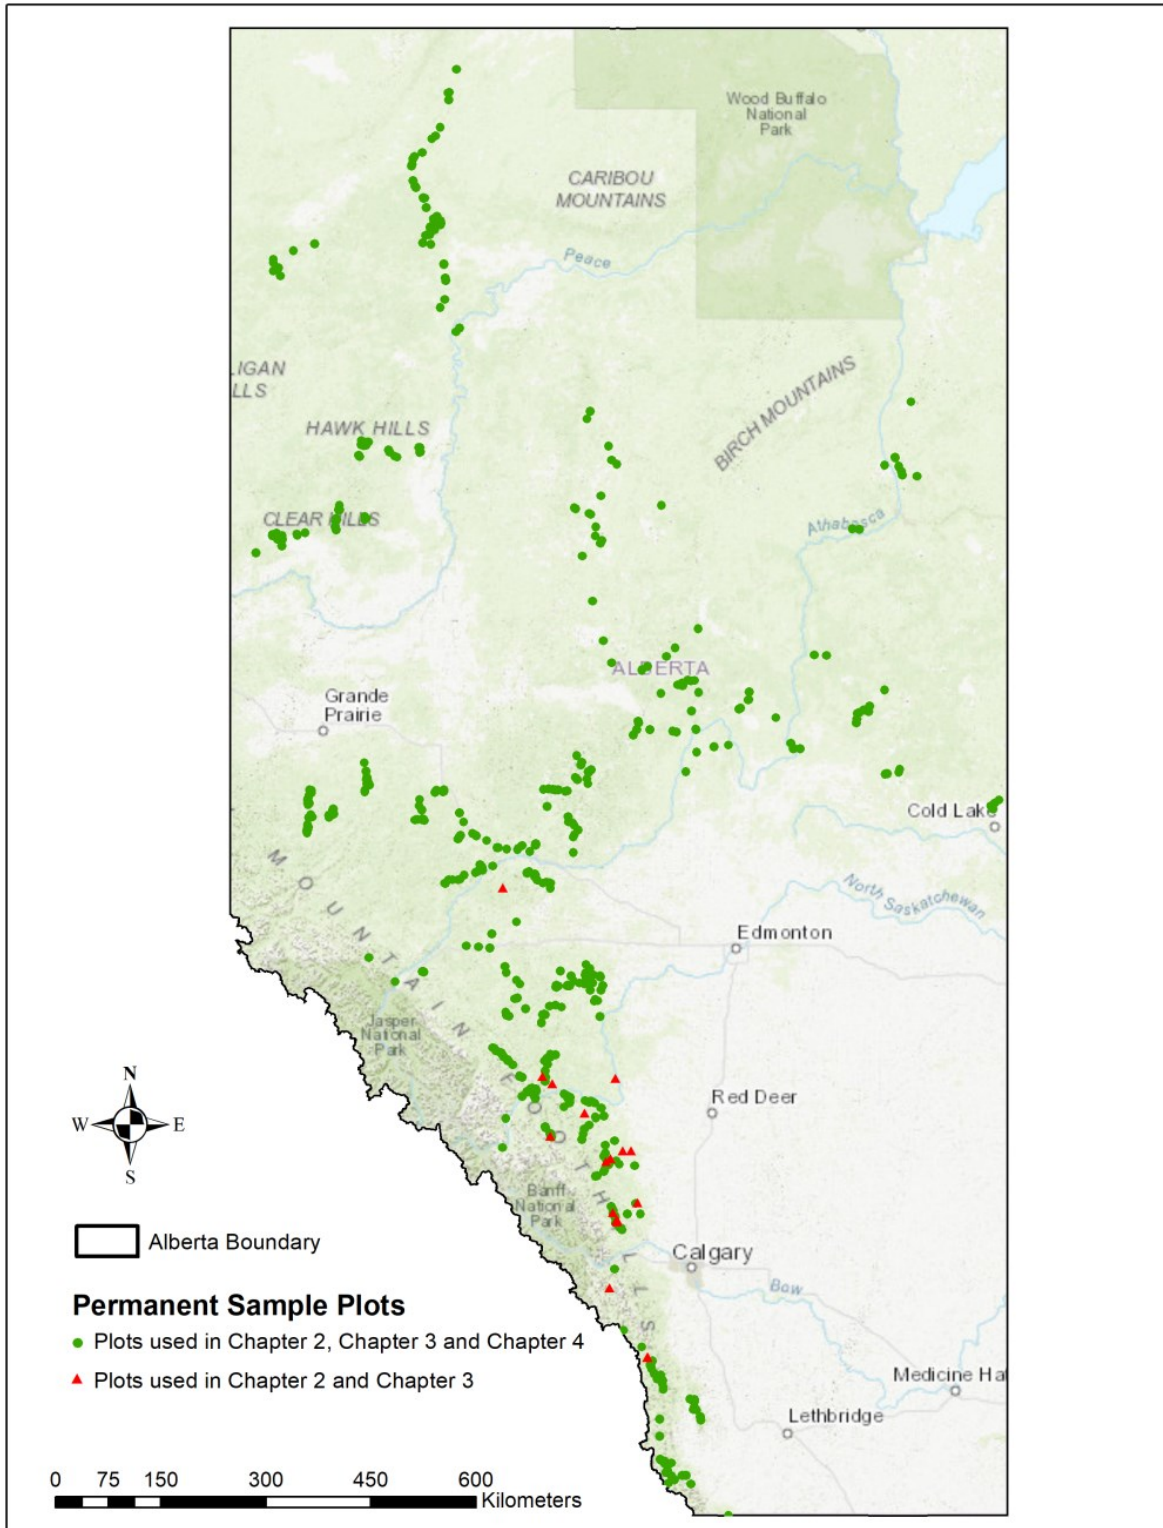 Wood Buffalo
National
Park
CARIBOU
MOUNTAINS
Peace
LIGAN
LLS
HAWK HILLS
BIRCH MOUNTAINS
CLEAR HILLS
Athabasca
ALBERTA
Grande
Prairie
Cold Lake
MOUNTAIN FOOTHILLS
North Saskatchewan
Edmonton
Jasper
National
Park
N
W E
S
Red Deer
Banff
National
Park
Alberta Boundary
Calgary
Bow
Permanent Sample Plots
Plots used in Chapter 2, Chapter 3 and Chapter 4
Plots used in Chapter 2 and Chapter 3
Medicine Ha
Lethbridge
0 75 150 300 450 600
Kilometers